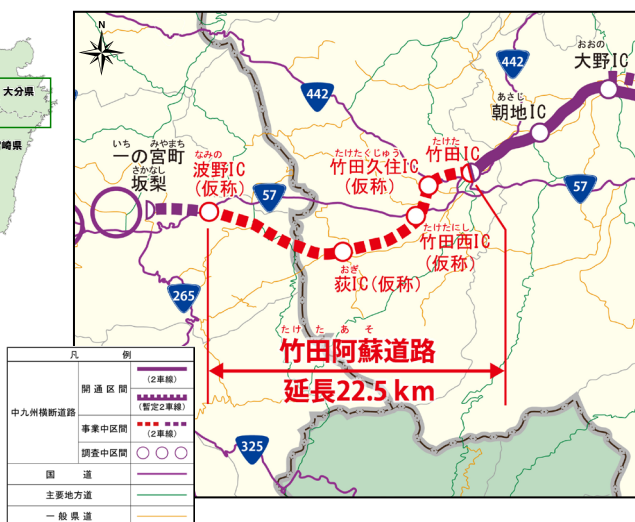 N
大分県
442
442
おおの
大野IC
あさじ
朝地IC
いち みやまち
一の宮町
さかなし
坂梨
なみの
波野IC
(仮称)
たけたくじゅう
竹田久住IC
(仮称)
たけた
竹田IC
57
57
たけたにし
竹田西IC
(仮称)
おぎ
荻IC(仮称)
265
たけた あそ
竹田阿蘇道路
延長22.5km
325
凡 例
中九州横断道路
開通区間
(2車線)
(暫定2車線)
事業中区間
(2車線)
調査中区間
国 道
主要地方道
一般県道